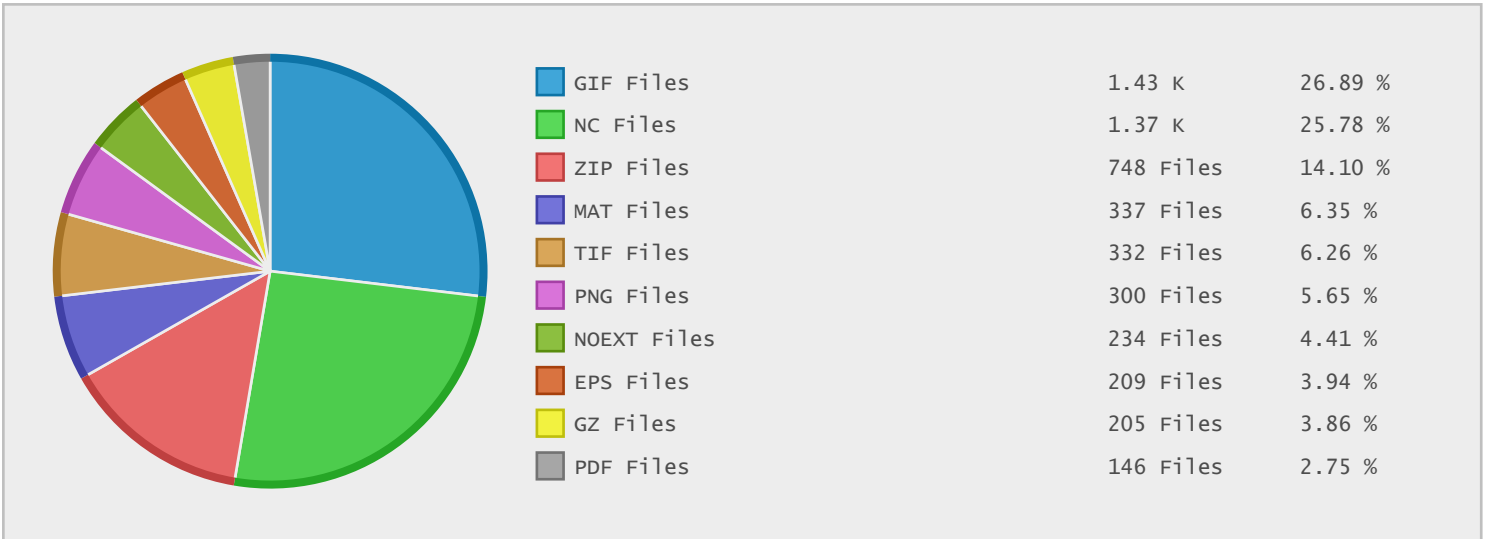 GIF Files 1.43 K 26.89 %
NC Files 1.37 K 25.78 %
ZIP Files 748 Files 14.10 %
MAT Files 337 Files 6.35 %
TIF Files 332 Files 6.26 %
PNG Files 300 Files 5.65 %
NOEXT Files 234 Files 4.41 %
EPS Files 209 Files 3.94 %
GZ Files 205 Files 3.86 %
PDF Files 146 Files 2.75 %